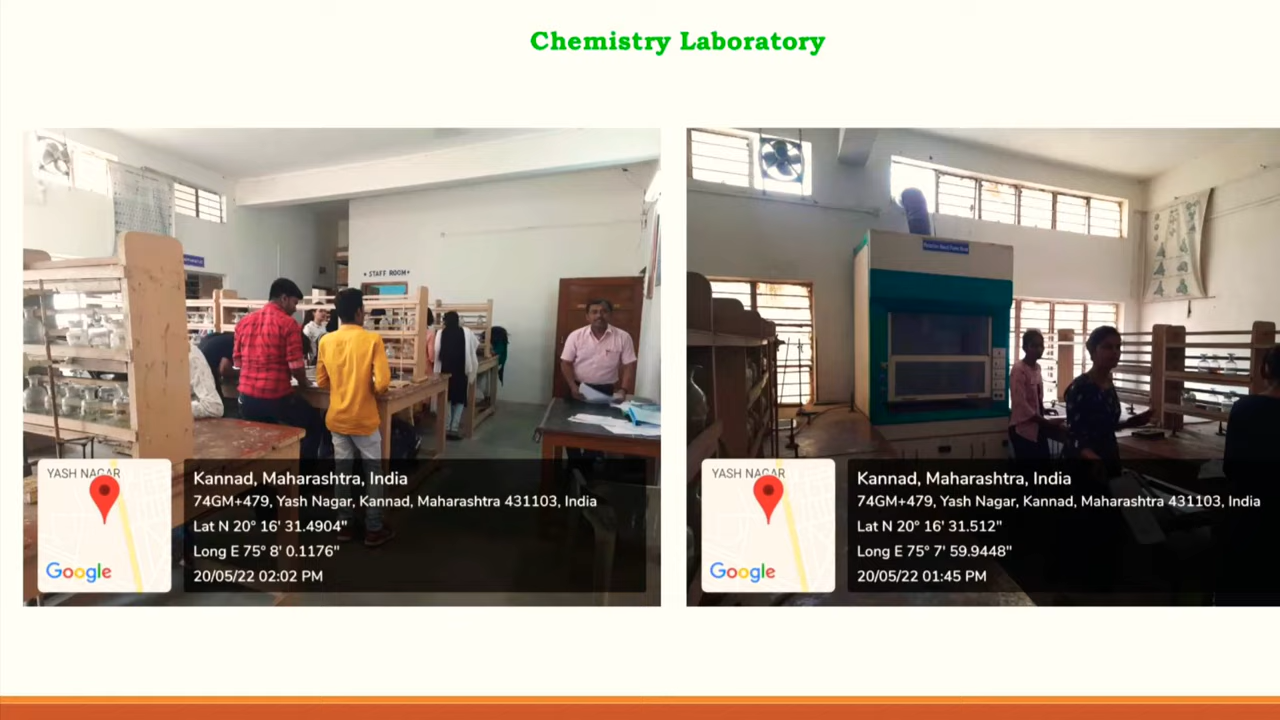 Chemistry Laboratory
• STAFF ROOM •
YASH NAGAR
Google
Kannad, Maharashtra, India
74GM+479, Yash Nagar, Kannad, Maharashtra 431103, India
Lat N 20° 16' 31.4904"
Long E 75° 8' 0.1176"
20/05/22 02:02 PM
YASH NAGAR
Google
Kannad, Maharashtra, India
74GM+479, Yash Nagar, Kannad, Maharashtra 431103, India
Lat N 20° 16' 31.512"
Long E 75° 7' 59.9448"
20/05/22 01:45 PM